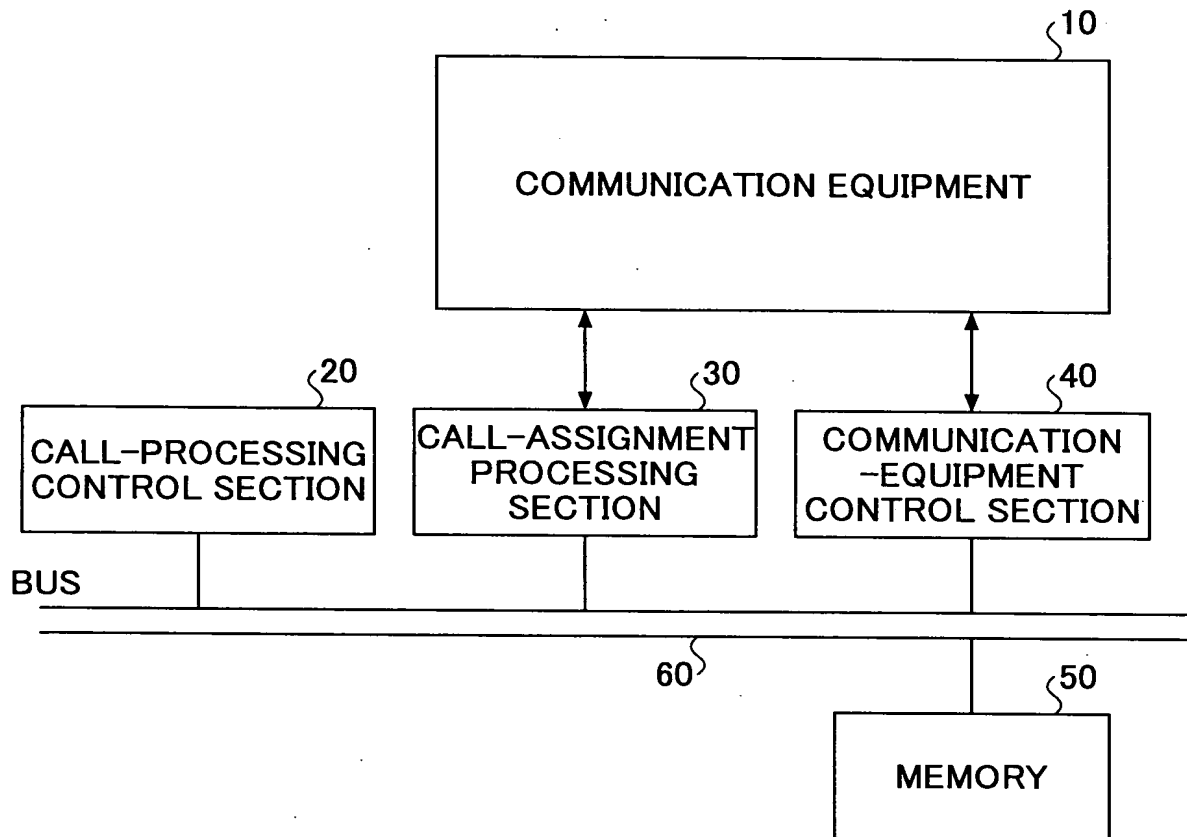 10
COMMUNICATION EQUIPMENT
20
CALL-PROCESSING
CONTROL SECTION
30
CALL-ASSIGNMENT
PROCESSING
SECTION
40
COMMUNICATION
-EQUIPMENT
CONTROL SECTION
BUS
60
50
MEMORY